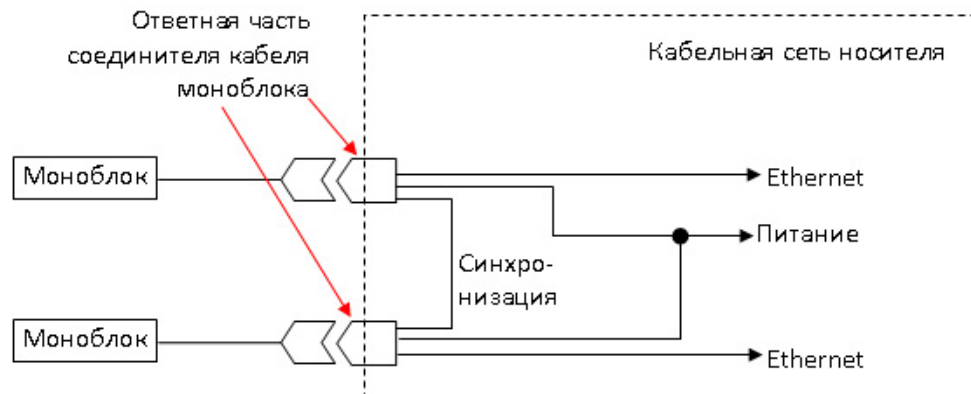 Ответная часть
соединителя кабеля
моноблока
Кабельная сеть носителя
Моноблок
Ethernet
Питание
Синхро-
низация
Моноблок
Ethernet